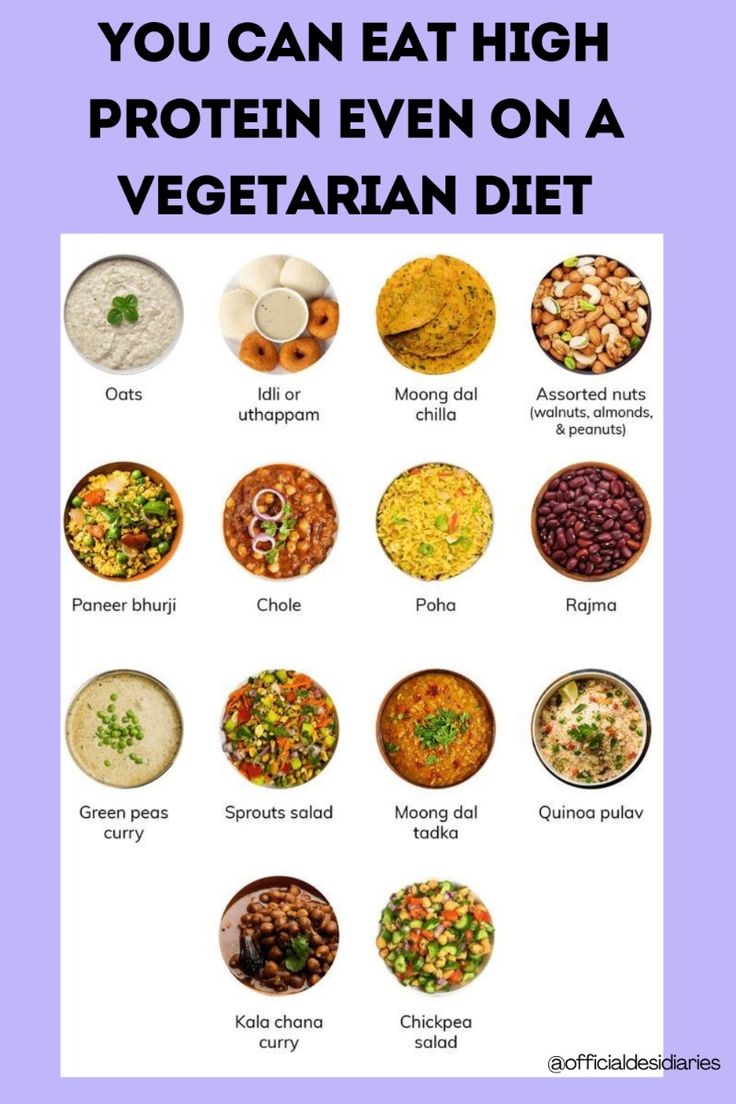 YOU CAN EAT HIGH
PROTEIN EVEN ON A
VEGETARIAN DIET
Oats
Idli or
uthappam
Moong dal
chilla
Assorted nuts
(walnuts, almonds,
& peanuts)
Paneer bhurji
Chole
Poha
Rajma
Green peas
curry
Sprouts salad
Moong dal
tadka
Quinoa pulav
Kala chana
curry
Chickpea
salad
@officialdesidiaries